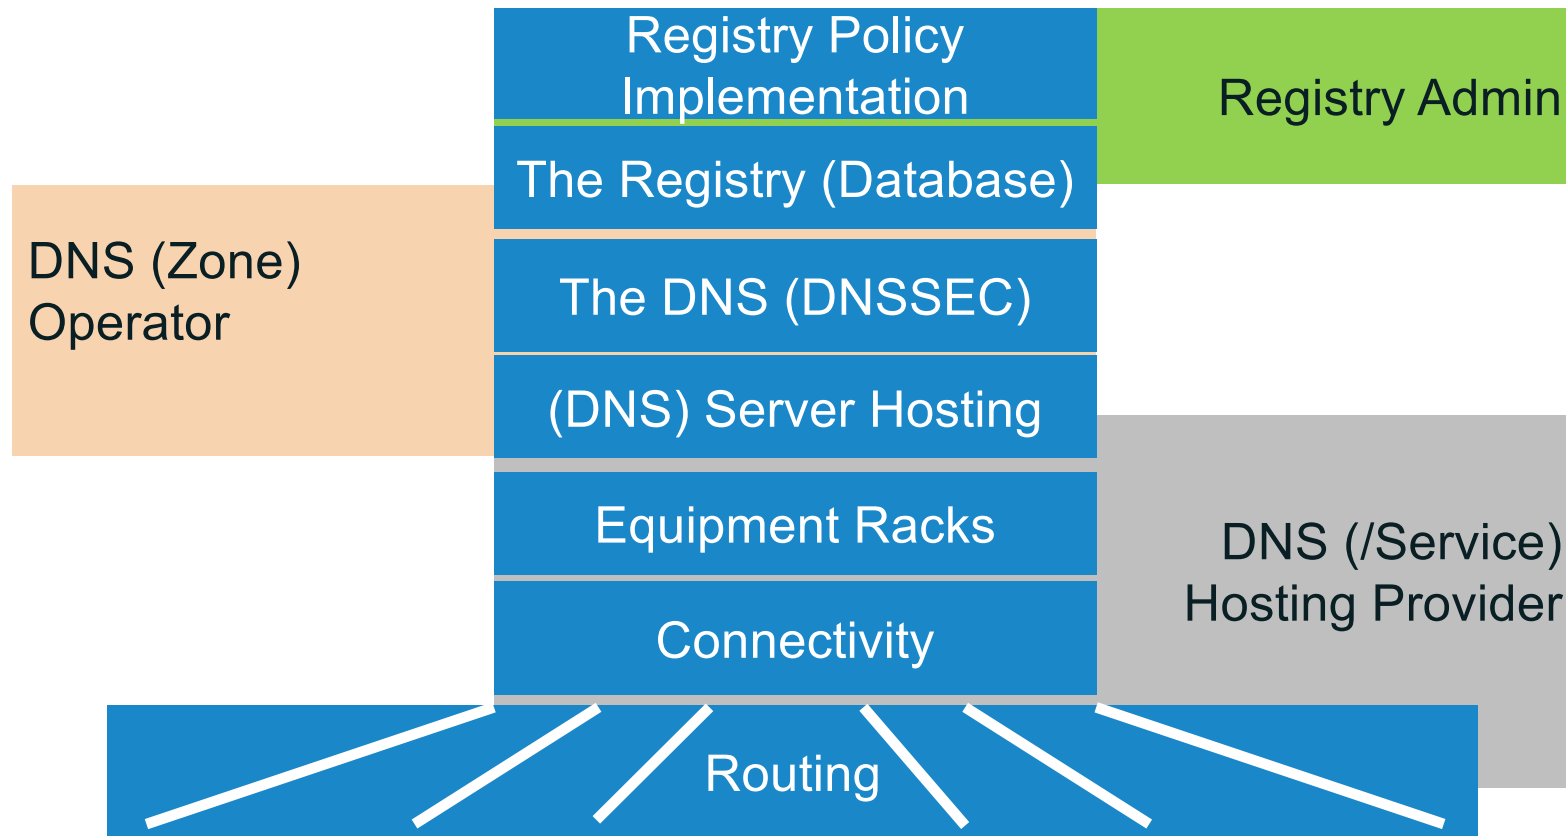 Registry Policy
Implementation
Registry Admin
The Registry (Database)
DNS (Zone)
Operator
The DNS (DNSSEC)
(DNS) Server Hosting
Equipment Racks
DNS (/Service)
Hosting Provider
Connectivity
Routing